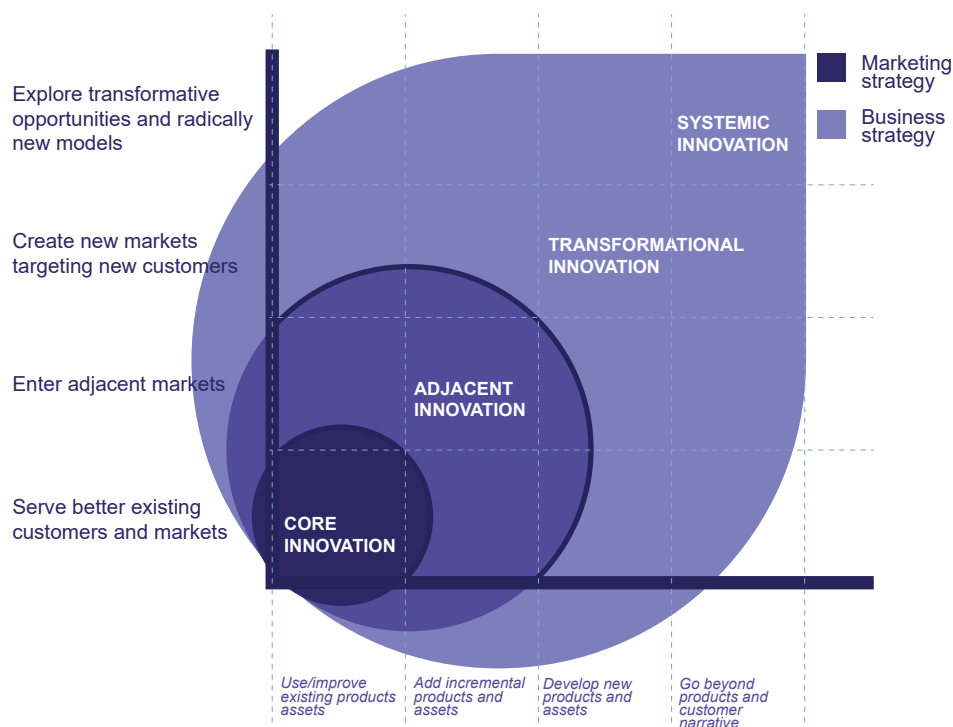 Explore transformative
opportunities and radically
new models
Create new markets
targeting new customers
Enter adjacent markets
Serve better existing
customers and markets
SYSTEMIC
INNOVATION
TRANSFORMATIONAL
INNOVATION
ADJACENT
INNOVATION
CORE
INNOVATION
Marketing
strategy
Business
strategy
Use/improve
existing products
assets
Add incremental
products and
assets
Develop new
products and
assets
Go beyond
products and
customer
narrative